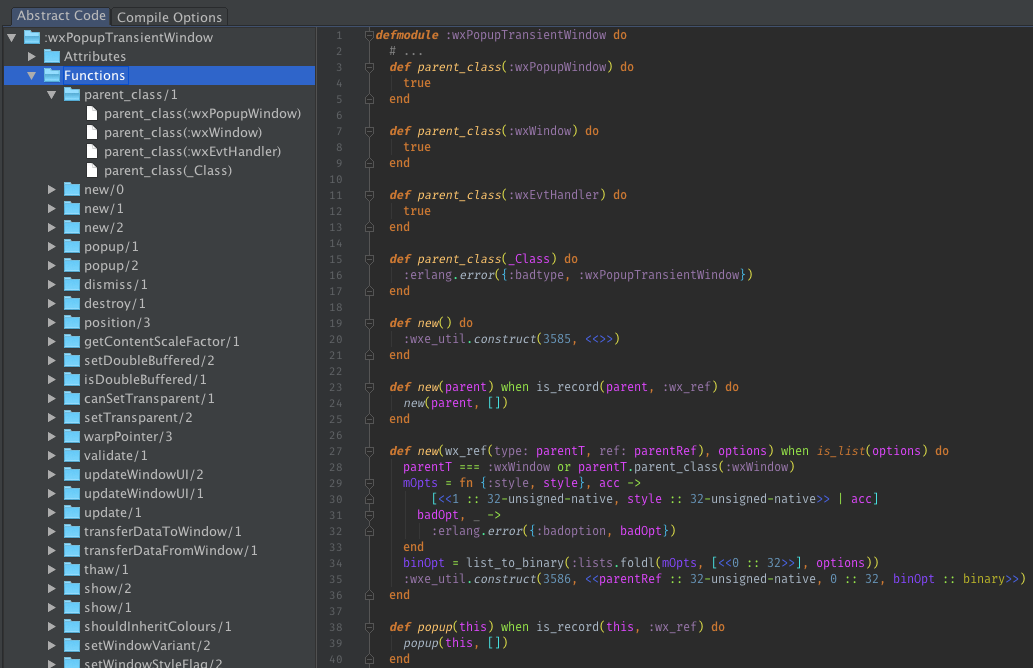 Abstract Code
Compile Options
:wxPopupTransientWindow
Attributes
Functions
parent_class/1
parent_class(:wxPopupWindow)
parent_class(:wxWindow)
parent_class(:wxEvtHandler)
parent_class(_Class)
new/0
new/1
new/2
popup/1
popup/2
dismiss/1
destroy/1
position/3
getContentScaleFactor/1
setDoubleBuffered/2
isDoubleBuffered/1
canSetTransparent/1
setTransparent/2
warpPointer/3
validate/1
updateWindowUI/2
updateWindowUI/1
update/1
transferDataToWindow/1
transferDataFromWindow/1
thaw/1
show/2
show/1
shouldInheritColours/1
setWindowVariant/2
setWindowStyleFlag/2
1 defmodule :wxPopupTransientWindow do
2   # ...
3   def parent_class(:wxPopupWindow) do
4     true
5   end
6
7   def parent_class(:wxWindow) do
8     true
9   end
10
11   def parent_class(:wxEvtHandler) do
12     true
13   end
14
15   def parent_class(_Class) do
16     :erlang.error({:badtype, :wxPopupTransientWindow})
17   end
18
19   def new() do
20     :wxe_util.construct(3585, <<>>)
21   end
22
23   def new(parent) when is_record(parent, :wx_ref) do
24     new(parent, [])
25   end
26
27   def new(wx_ref(type: parentT, ref: parentRef), options) when is_list(options) do
28     parentT === :wxWindow or parentT.parent_class(:wxWindow)
29     mOpts = fn {:style, style}, acc ->
30         [<<1 :: 32-unsigned-native, style :: 32-unsigned-native>> | acc]
31       badOpt, _ ->
32         :erlang.error({:badoption, badOpt})
33     end
34     binOpt = list_to_binary(:lists.foldl(mOpts, [<<0 :: 32>>], options))
35     :wxe_util.construct(3586, <<parentRef :: 32-unsigned-native, 0 :: 32, binOpt :: binary>>)
36   end
37
38   def popup(this) when is_record(this, :wx_ref) do
39     popup(this, [])
40   end